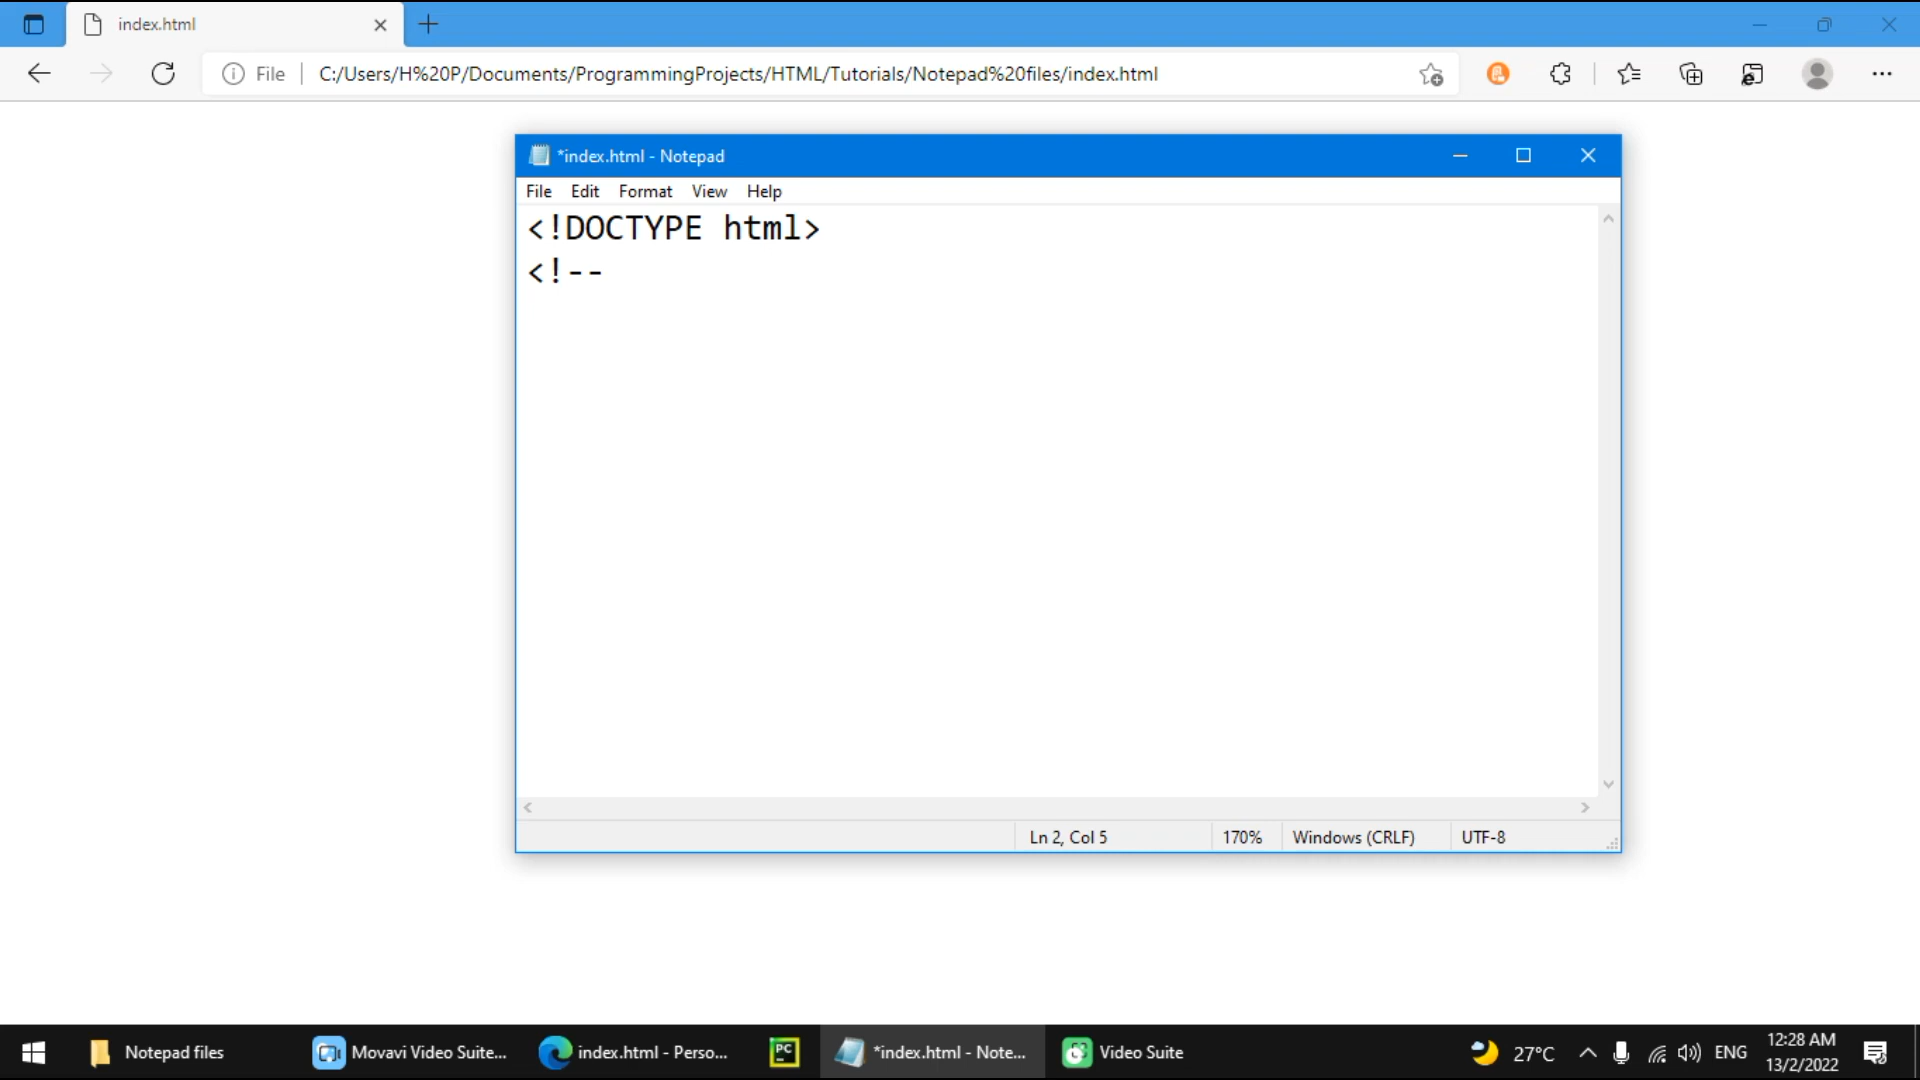 index.html
File
C:/Users/H%20P/Documents/ProgrammingProjects/HTML/Tutorials/Notepad%20files/index.html
*index.html - Notepad
File Edit Format View Help
<!DOCTYPE html>
<!--
Ln 2, Col 5
170%
Windows (CRLF)
UTF-8
Notepad files
Movavi Video Suite...
index.html - Perso...
PC
*index.html - Note...
Video Suite
27°C
ENG
12:28 AM
13/2/2022